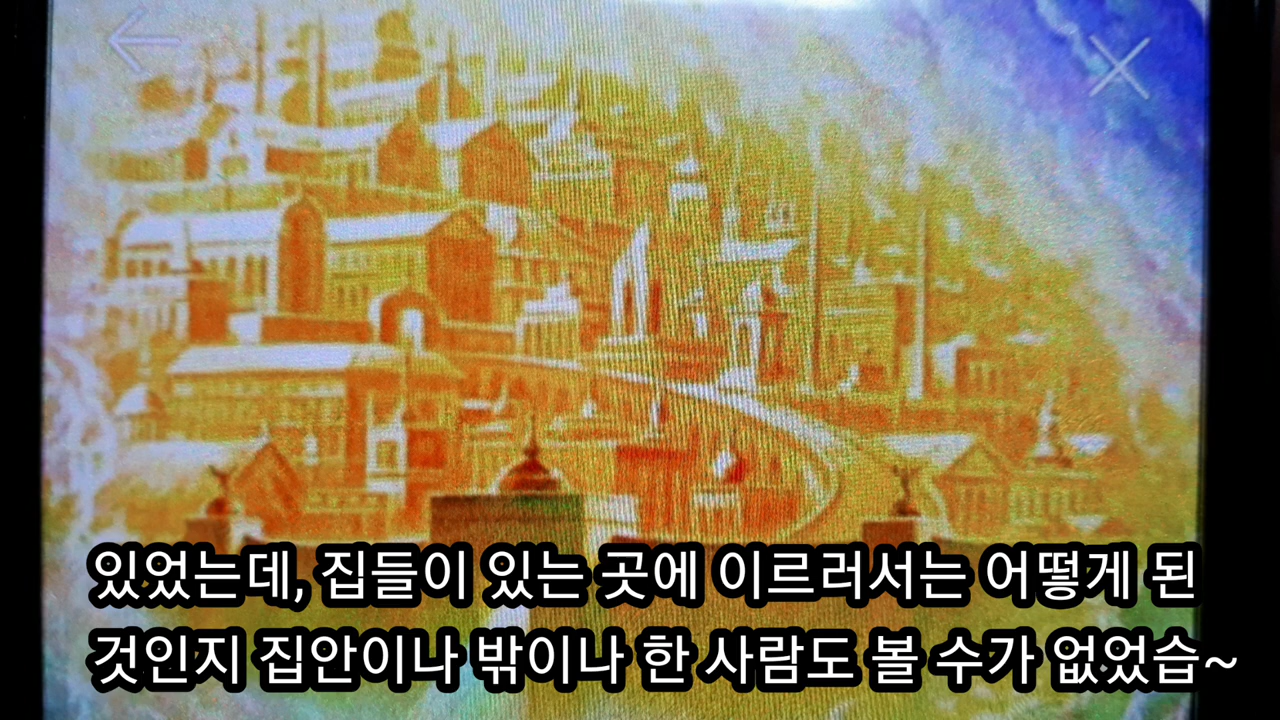 있었는데, 집들이 있는 곳에 이르러서는 어떻게 된
것인지 집안이나 밖이나 한 사람도 볼 수가 없었습~